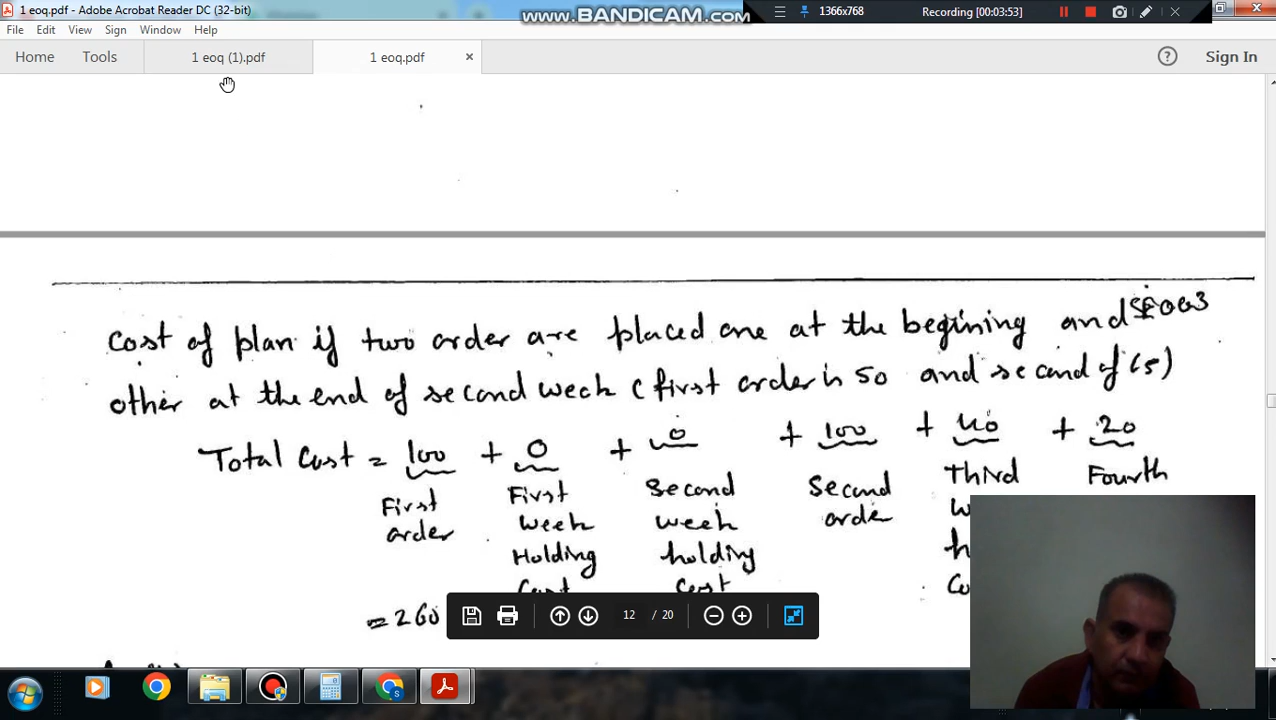 1 eoq.pdf - Adobe Acrobat Reader DC (32-bit)
www.BANDICAM.com
1366x768
Recording [00:03:53]
File Edit View Sign Window Help
Home Tools 1 eoq (1).pdf 1 eoq.pdf × ? Sign In
Cost of plan if two order are placed one at the begining and
other at the end of second week ( first order is 50 and second of 65)
Total Cost = 100 + 0 + 0 + 100 + 40 + 20
First First Second Second Third Fourth
order week week order
Holding holding
Cost Cost
= 260
12 / 20